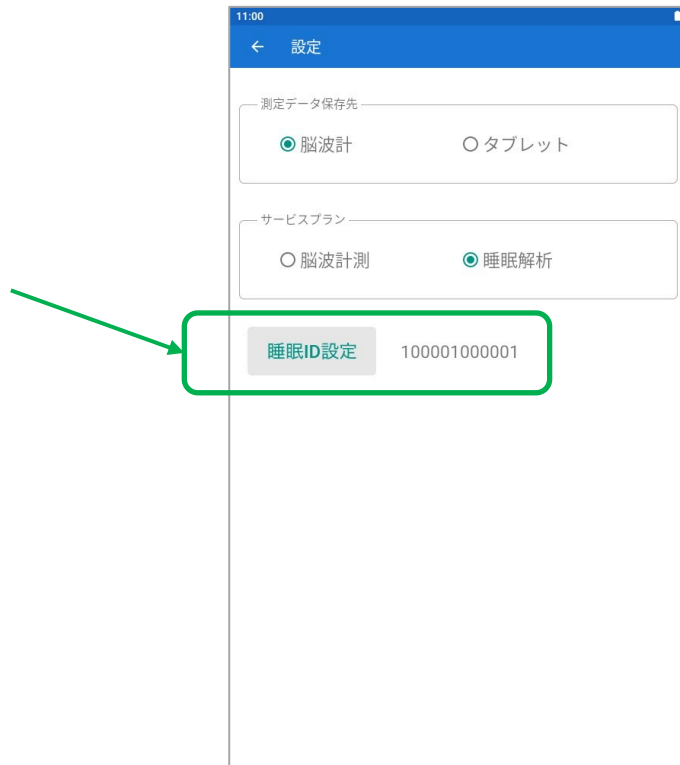 11:00
設定
測定データ保存先
脳波計 タブレット
サービスプラン
脳波計測 睡眠解析
睡眠ID設定 100001000001